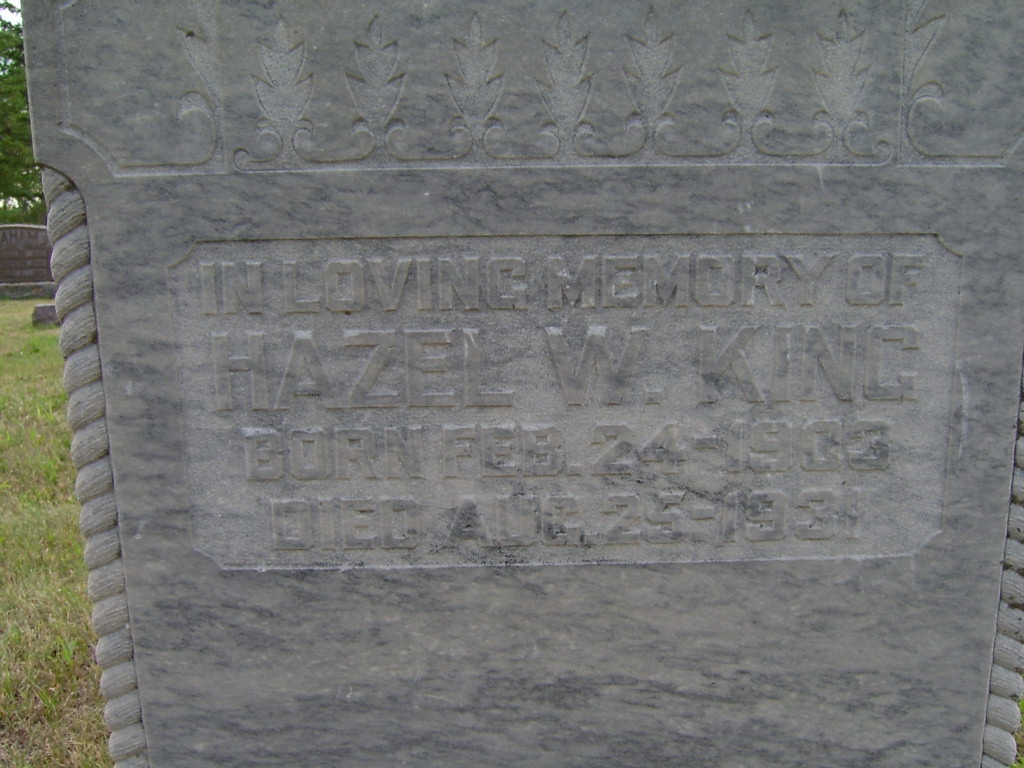 IN LOVING MEMORY OF
HAZEL W. KING
BORN FEB. 24-1903
DIED AUG. 25-1931